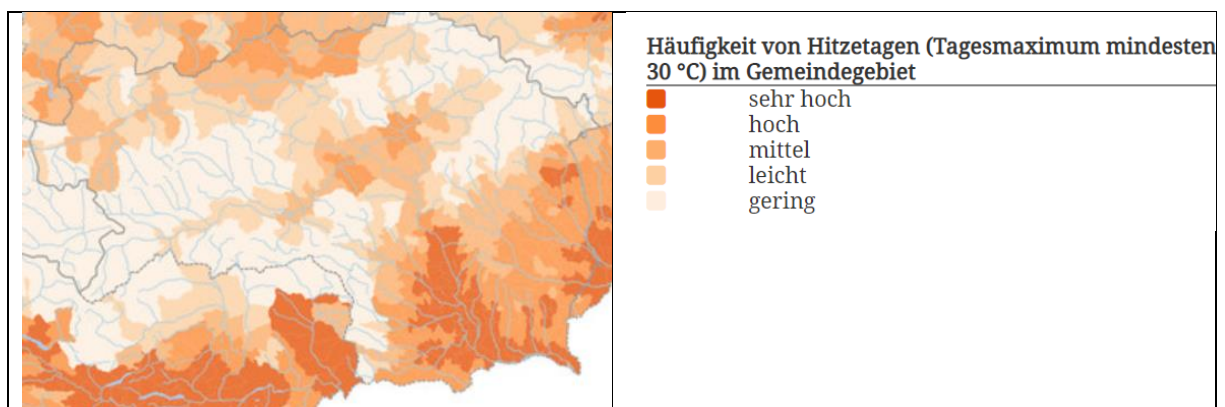 Häufigkeit von Hitzetagen (Tagesmaximum mindesten
30 °C) im Gemeindegebiet
sehr hoch
hoch
mittel
leicht
gering